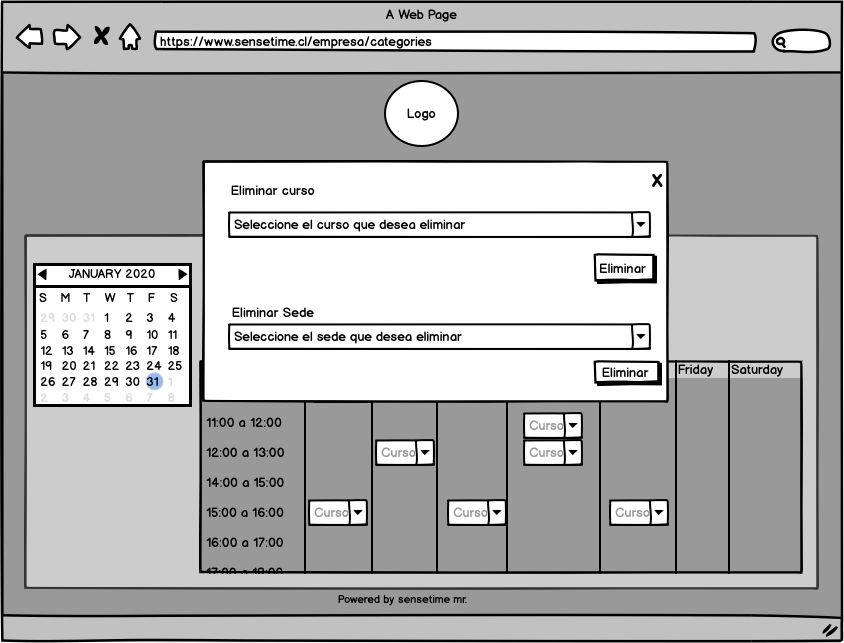 A Web Page
https://www.sensetime.cl/empresa/categories
Logo
X
Eliminar curso
Seleccione el curso que desea eliminar
Eliminar
Eliminar Sede
Seleccione el sede que desea eliminar
Eliminar
JANUARY 2020
S M T W T F S
29 30 31 1 2 3 4
5 6 7 8 9 10 11
12 13 14 15 16 17 18
19 20 21 22 23 24 25
26 27 28 29 30 31 1
2 3 4 5 6 7 8
Friday Saturday
11:00 a 12:00 Curso
12:00 a 13:00 Curso Curso
14:00 a 15:00
15:00 a 16:00 Curso Curso Curso
16:00 a 17:00
17:00 a 18:00
Powered by sensetime mr.